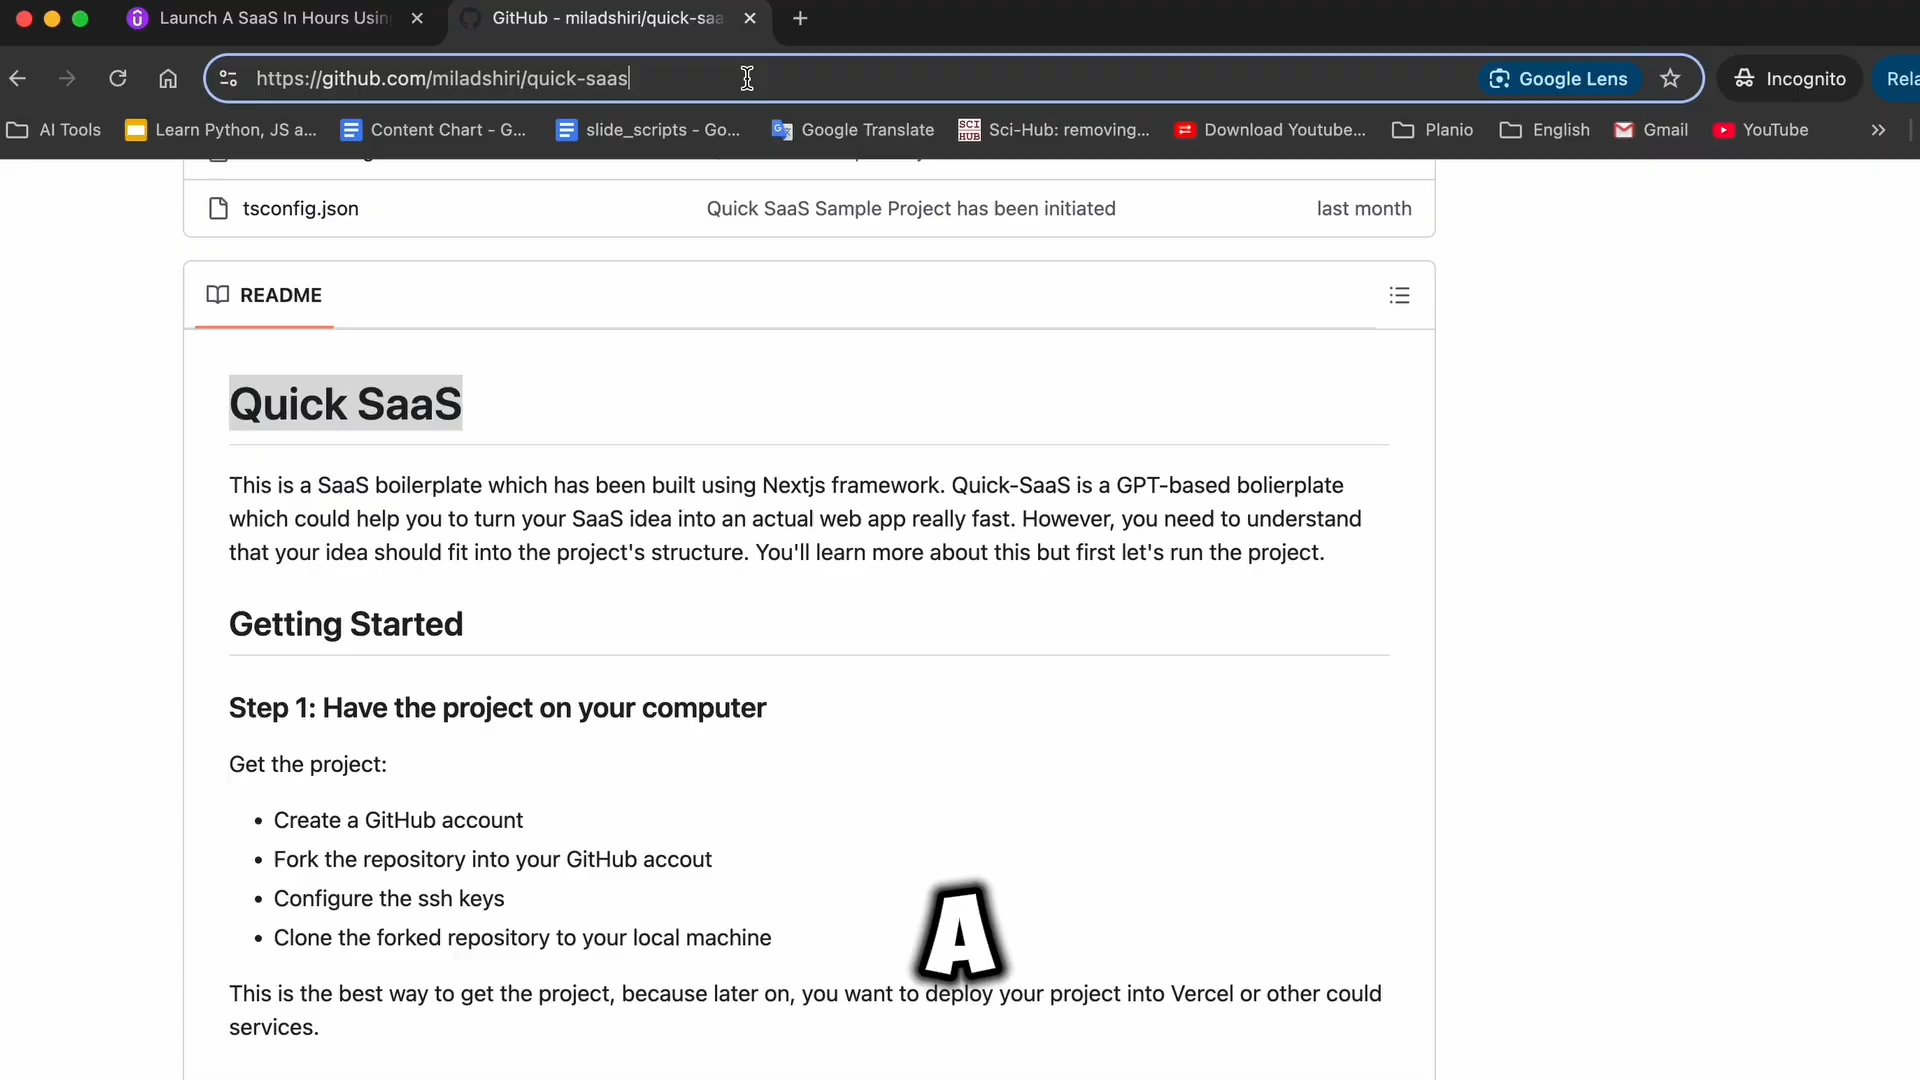 Launch A SaaS In Hours Usin
GitHub - miladshiri/quick-saa
https://github.com/miladshiri/quick-saas
Google Lens
Incognito
Rela
AI Tools
Learn Python, JS a...
Content Chart - G...
slide_scripts - Go...
Google Translate
SCI HUB
Sci-Hub: removing...
Download Youtube...
Planio
English
Gmail
YouTube
tsconfig.json
Quick SaaS Sample Project has been initiated
last month
README
Quick SaaS
This is a SaaS boilerplate which has been built using Nextjs framework. Quick-SaaS is a GPT-based bolierplate
which could help you to turn your SaaS idea into an actual web app really fast. However, you need to understand
that your idea should fit into the project's structure. You'll learn more about this but first let's run the project.
Getting Started
Step 1: Have the project on your computer
Get the project:
• Create a GitHub account
• Fork the repository into your GitHub accout
• Configure the ssh keys
• Clone the forked repository to your local machine
A
This is the best way to get the project, because later on, you want to deploy your project into Vercel or other could
services.